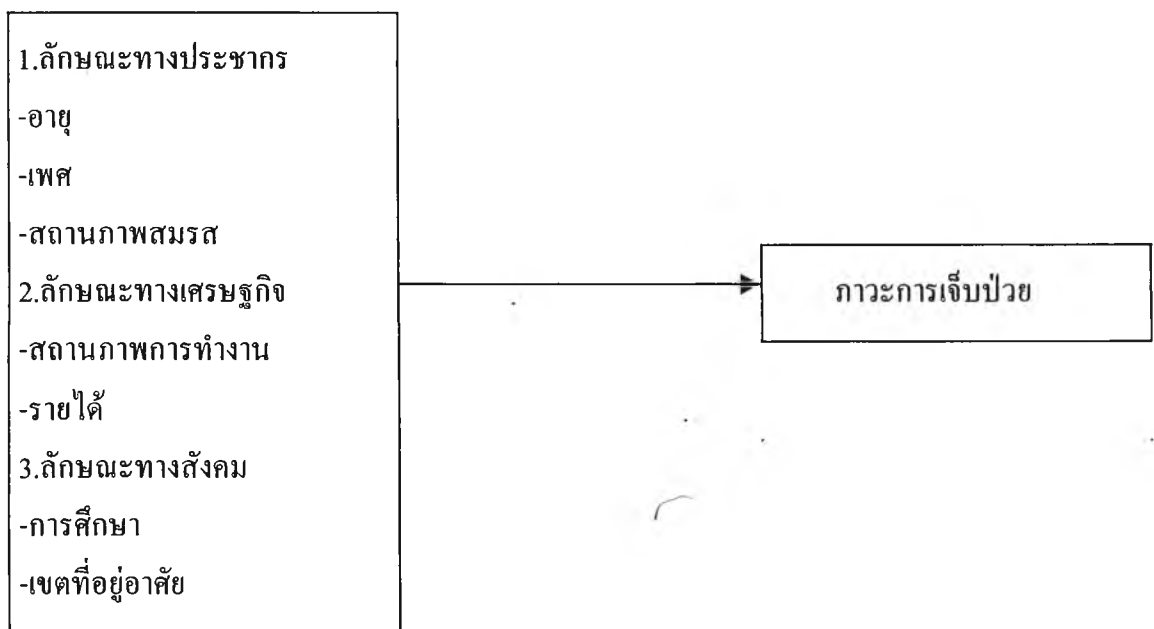 1.ลักษณะทางประชากร
-อายุ
-เพศ
-สถานภาพสมรส
2.ลักษณะทางเศรษฐกิจ
-สถานภาพการทำงาน
-รายได้
3.ลักษณะทางสังคม
-การศึกษา
-เขตที่อยู่อาศัย
ภาวะการเจ็บป่วย